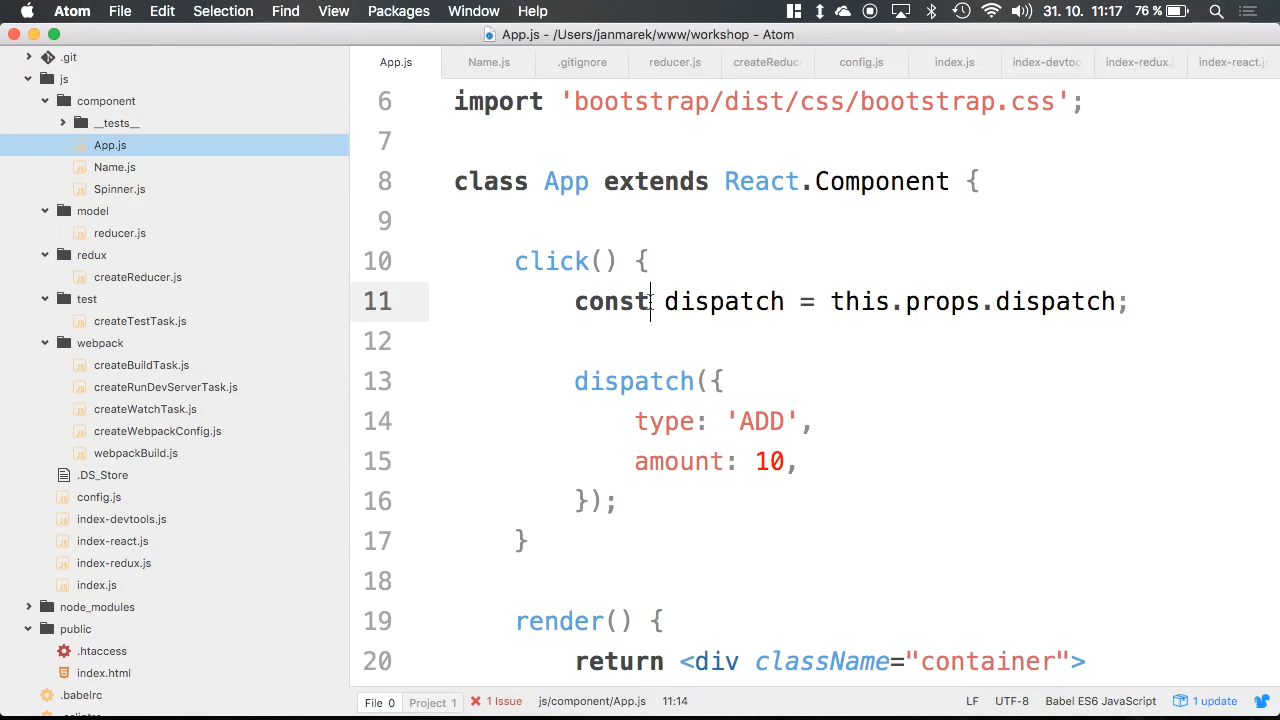 Atom File Edit Selection Find View Packages Window Help 31. 10. 11:17 76 %
App.js - /Users/janmarek/www/workshop - Atom
App.js Name.js .gitignore reducer.js createReduc config.js index.js index-devtoo index-redux. index-react.
.git
js
component
__tests__
App.js
Name.js
Spinner.js
model
reducer.js
redux
createReducer.js
test
createTestTask.js
webpack
createBuildTask.js
createRunDevServerTask.js
createWatchTask.js
createWebpackConfig.js
webpackBuild.js
.DS_Store
config.js
index-devtools.js
index-react.js
index-redux.js
index.js
node_modules
public
.htaccess
index.html
.babelrc
6 import 'bootstrap/dist/css/bootstrap.css';
7
8 class App extends React.Component {
9
10 click() {
11 const dispatch = this.props.dispatch;
12
13 dispatch({
14 type: 'ADD',
15 amount: 10,
16 });
17 }
18
19 render() {
20 return <div className="container">
File 0 Project 1 1 Issue js/component/App.js 11:14 LF UTF-8 Babel ES6 JavaScript 1 update